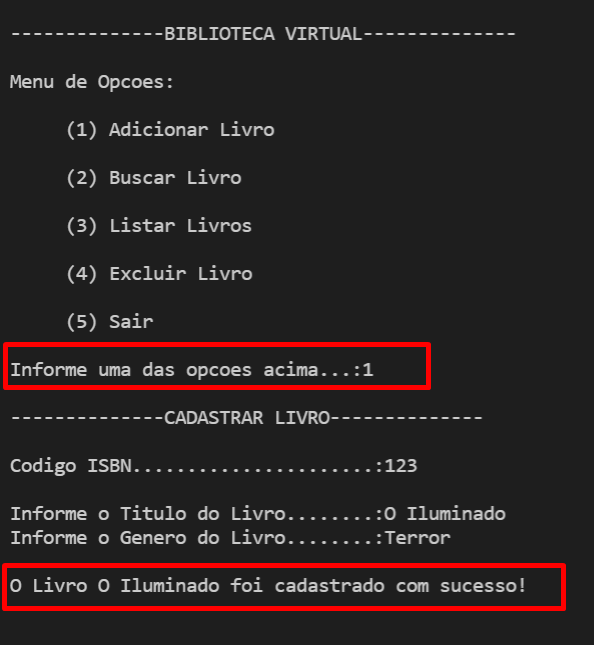 --------------BIBLIOTECA VIRTUAL--------------
Menu de Opcoes:
(1) Adicionar Livro
(2) Buscar Livro
(3) Listar Livros
(4) Excluir Livro
(5) Sair
Informe uma das opcoes acima...:1
--------------CADASTRAR LIVRO--------------
Codigo ISBN......................:123
Informe o Titulo do Livro........:O Iluminado
Informe o Genero do Livro........:Terror
O Livro O Iluminado foi cadastrado com sucesso!